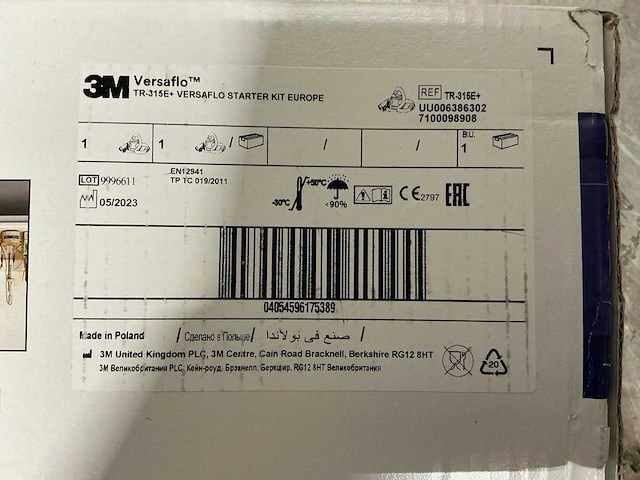 3M Versaflo™
TR-315E+ VERSAFLO STARTER KIT EUROPE
REF TR-315E+
UU006386302
7100098908
1 1 / / / B.U. 1
LOT 9996611
EN12941
TP TC 019/2011
05/2023
-30°C +50°C <90% CE 2797 EAC
04054596175389
Made in Poland / Сделано в Польше / صنع في بولاندا /
3M United Kingdom PLC, 3M Centre, Cain Road Bracknell, Berkshire RG12 8HT
3M Великобритания PLC, Кейн-роуд, Брэкнелл, Беркшир, RG12 8HT Великобритания
20